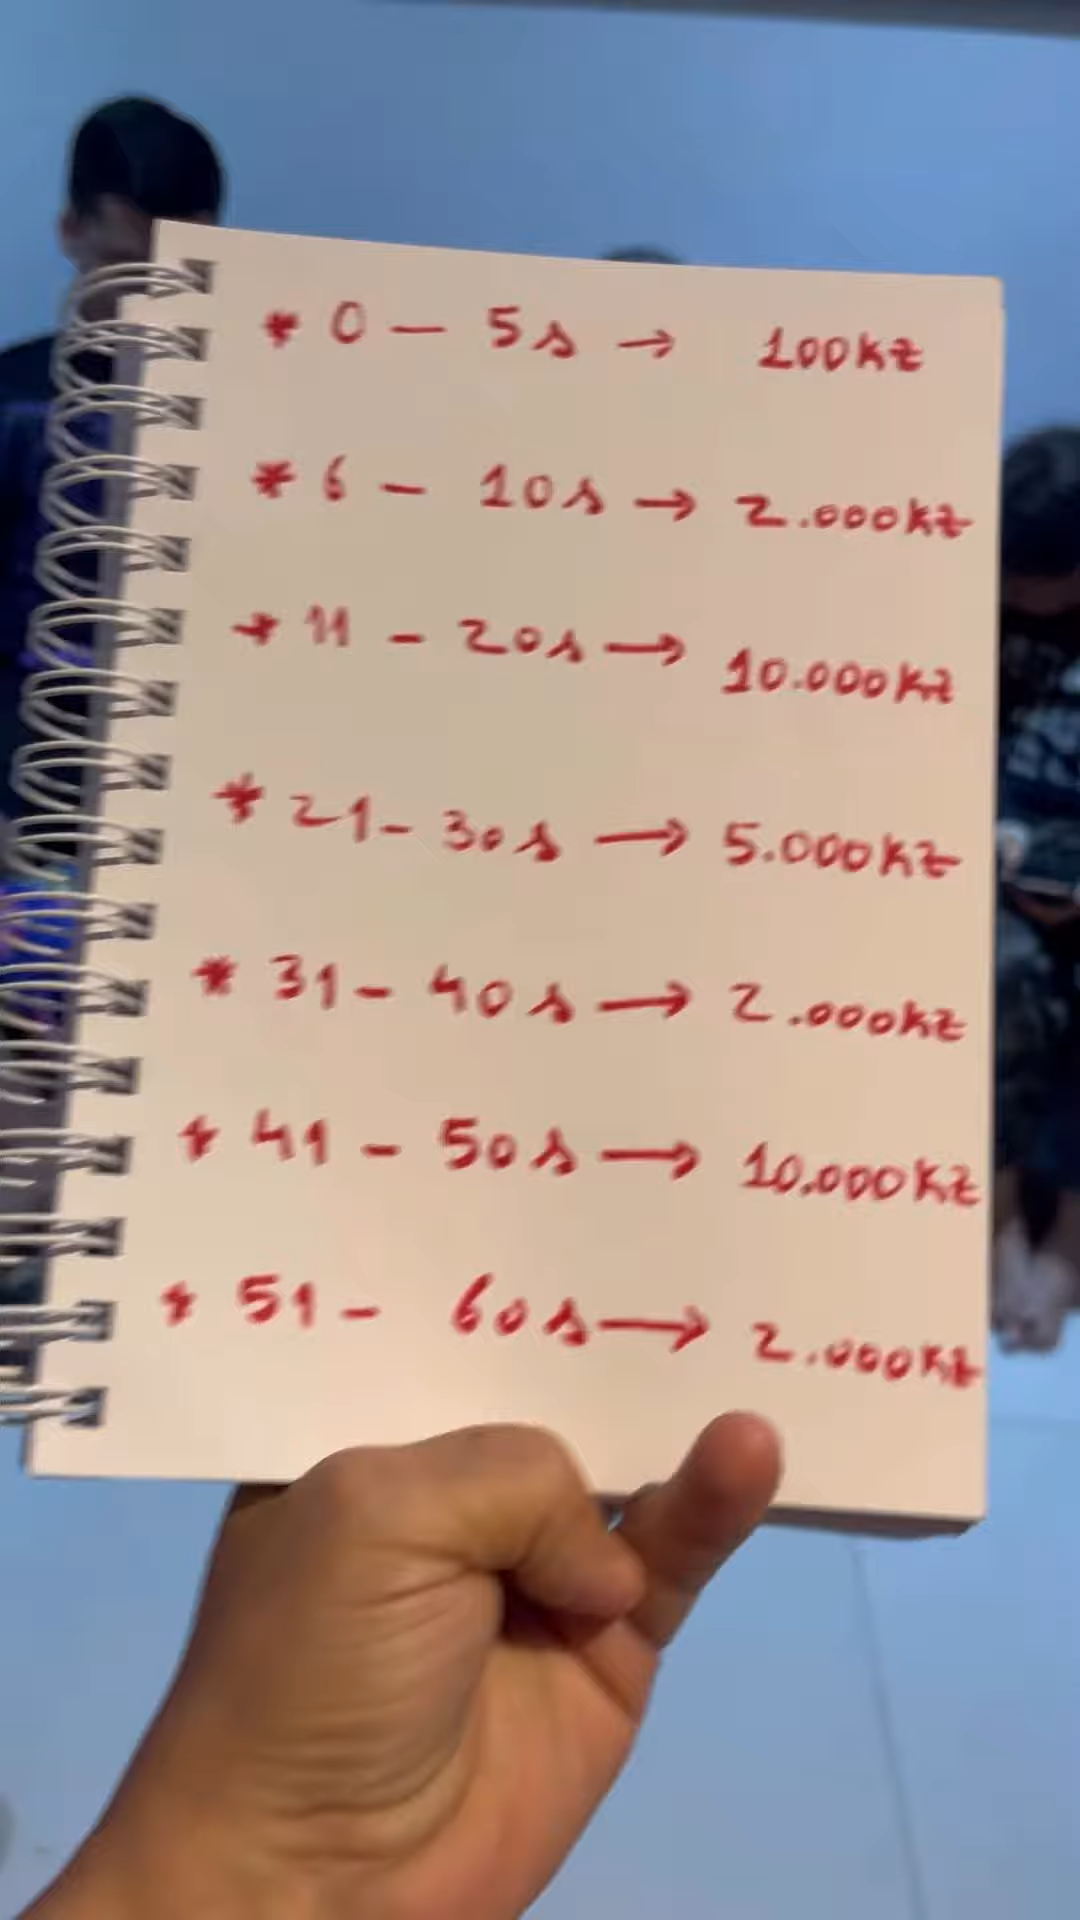 * 0 - 5s → 100kz
* 6 - 10s → 2.000kz
* 11 - 20s → 10.000kz
* 21 - 30s → 5.000kz
* 31 - 40s → 2.000kz
* 41 - 50s → 10.000kz
* 51 - 60s → 2.000kz